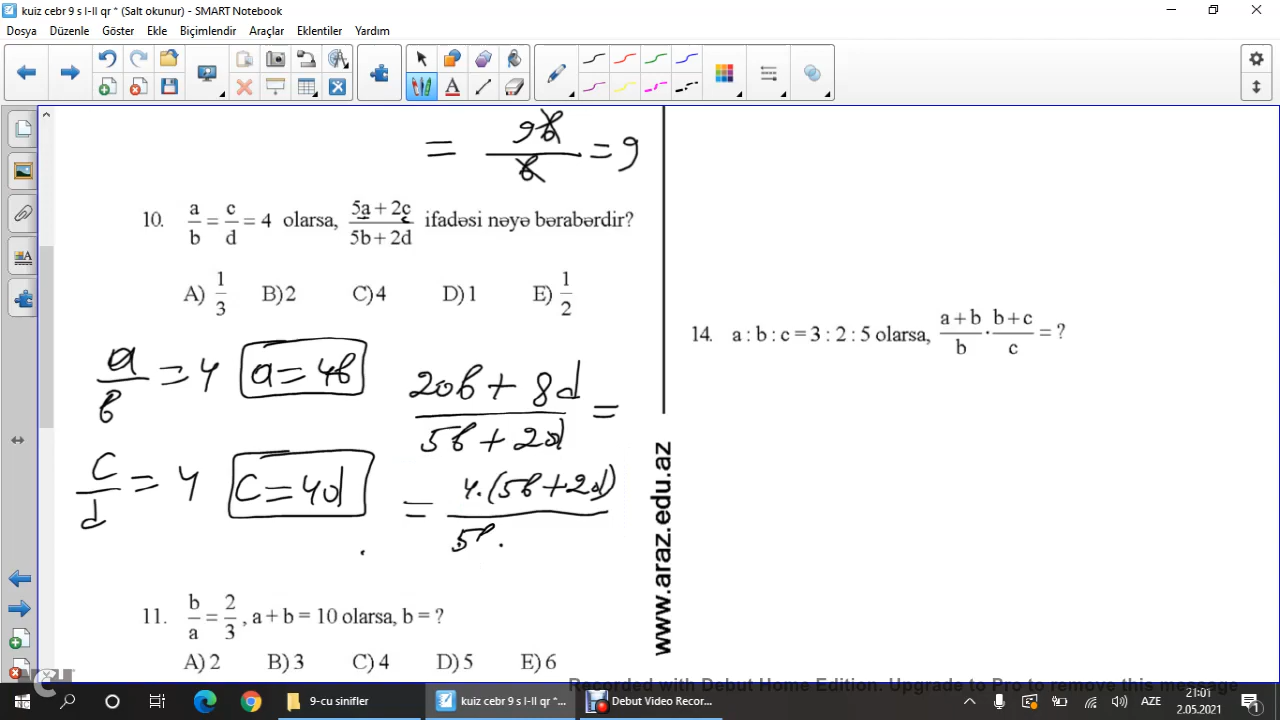 kuiz cebr 9 s I-II qr * (Salt okunur) - SMART Notebook
Dosya Düzenle Göster Ekle Biçimlendir Araçlar Eklentiler Yardım
= 9b/b = 9
10. a/b = c/d = 4 olarsa, (5a + 2c)/(5b + 2d) ifadəsi nəyə bərabərdir?
A) 1/3 B) 2 C) 4 D) 1 E) 1/2
a/b = 4 a = 4b
(20b + 8d)/(5b + 2d) =
c/d = 4 c = 4d
= 4·(5b + 2d)/5b
11. b/a = 2/3, a + b = 10 olarsa, b = ?
A) 2 B) 3 C) 4 D) 5 E) 6
14. a : b : c = 3 : 2 : 5 olarsa, (a + b)/b · (b + c)/c = ?
www.araz.edu.az
Recorded with Debut Home Edition. Upgrade to Pro to remove this message
9-cu sinifler
kuiz cebr 9 s I-II qr *...
Debut Video Recor...
AZE
21:01
2.05.2021
1